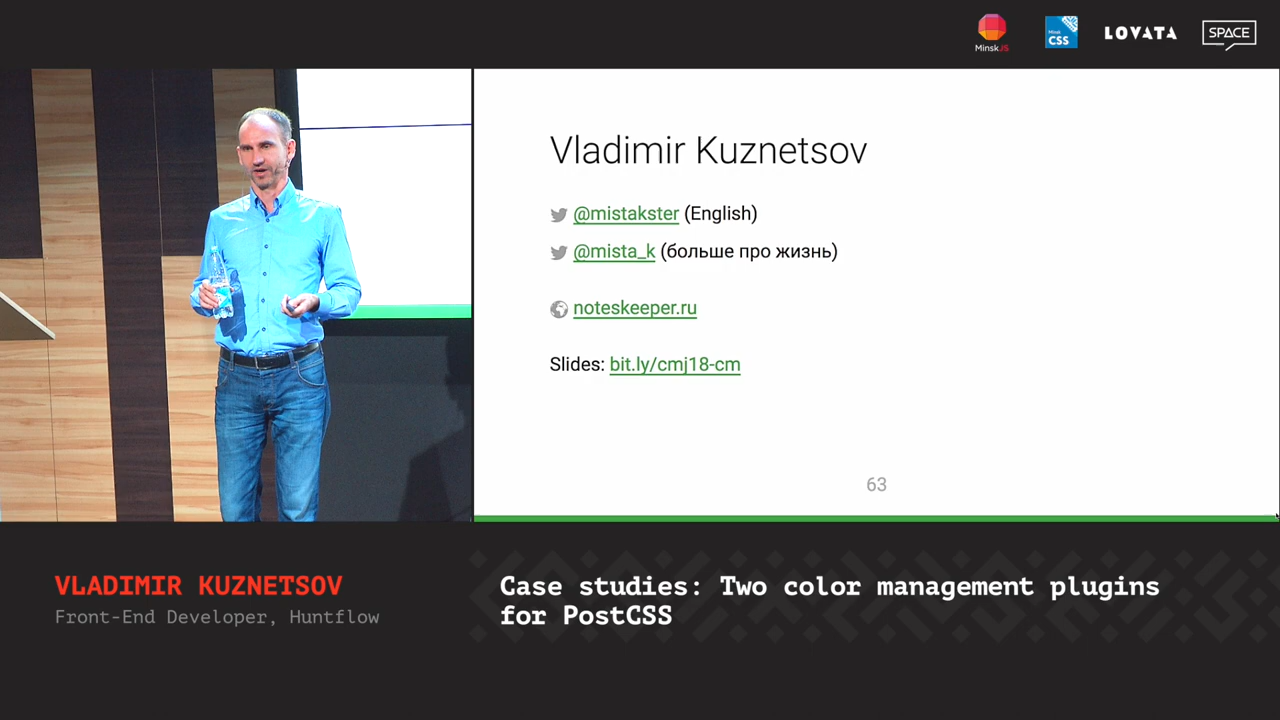 MinskJS
Minsk
CSS
LOVATA
SPACE
Vladimir Kuznetsov
@mistakster (English)
@mista_k (больше про жизнь)
noteskeeper.ru
Slides: bit.ly/cmj18-cm
63
VLADIMIR KUZNETSOV
Front-End Developer, Huntflow
Case studies: Two color management plugins
for PostCSS